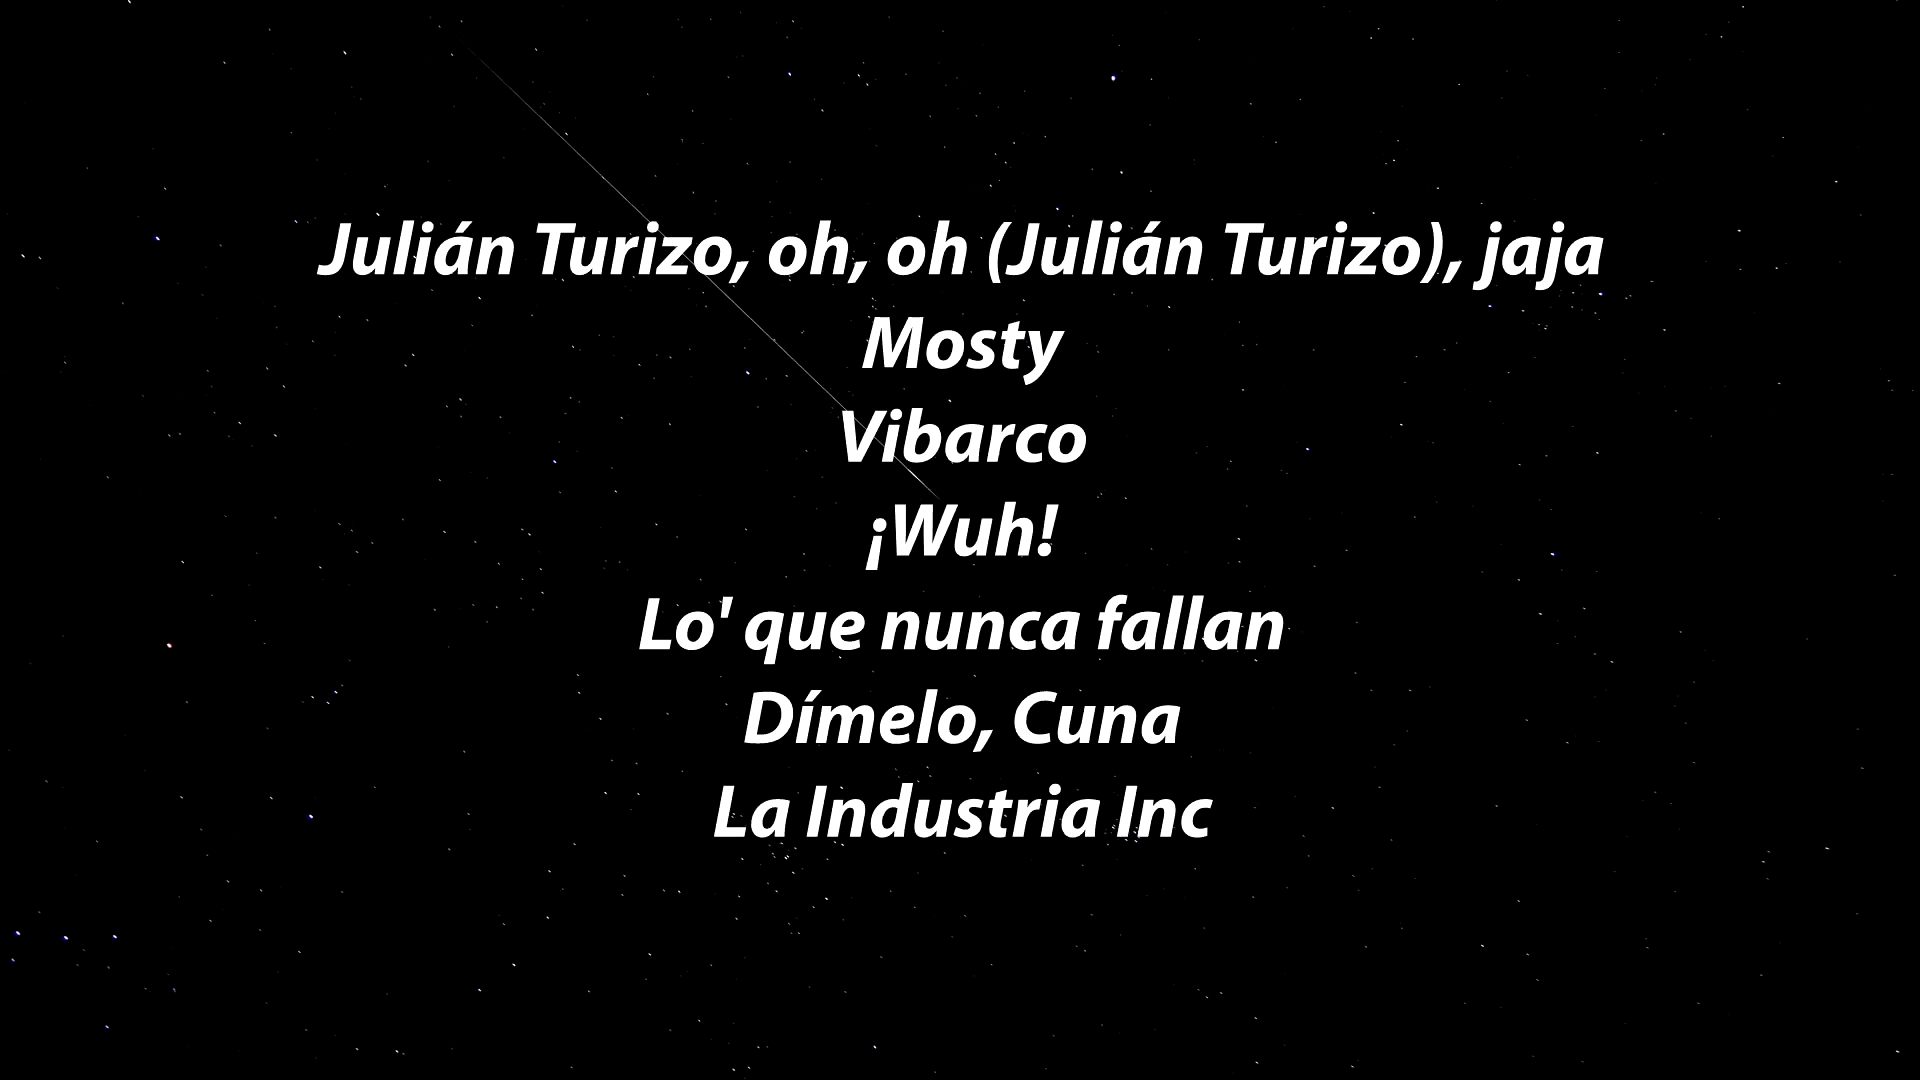 Julián Turizo, oh, oh (Julián Turizo), jaja
Mosty
Vibarco
¡Wuh!
Lo' que nunca fallan
Dímelo, Cuna
La Industria Inc